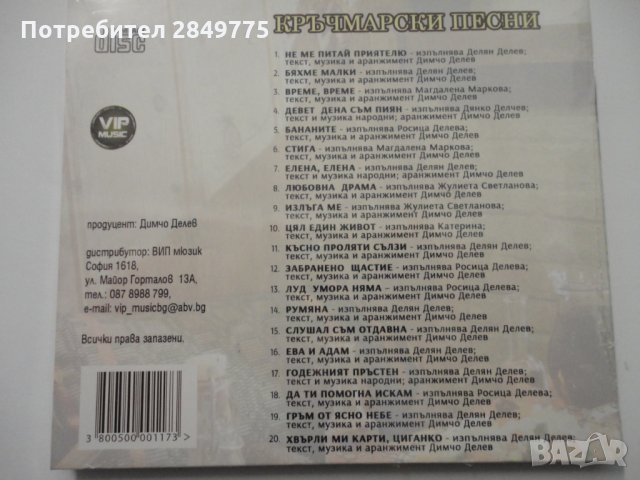 Потребител 2849775
DISC
КРЪЧМАРСКИ ПЕСНИ
1. НЕ МЕ ПИТАЙ ПРИЯТЕЛЮ - изпълнява Делян Делев;
текст, музика и аранжимент Димчо Делев
2. БЯХМЕ МАЛКИ - изпълнява Делян Делев;
текст, музика и аранжимент Димчо Делев
3. ВРЕМЕ, ВРЕМЕ - изпълнява Магдалена Маркова;
текст, музика и аранжимент Димчо Делев
4. ДЕВЕТ ДЕНА СЪМ ПИЯН - изпълнява Дянко Делчев;
текст и музика народни; аранжимент Димчо Делев
5. БАНАНИТЕ - изпълнява Росица Делева;
текст, музика и аранжимент Димчо Делев
6. СТИГА - изпълнява Магдалена Маркова;
текст, музика и аранжимент Димчо Делев
7. ЕЛЕНА, ЕЛЕНА - изпълнява Делян Делев;
текст и музика народни; аранжимент Димчо Делев
8. ЛЮБОВНА ДРАМА - изпълнява Жулиета Светланова;
текст, музика и аранжимент Димчо Делев
9. ИЗЛЪГА МЕ - изпълнява Жулиета Светланова;
текст, музика и аранжимент Димчо Делев
10. ЦЯЛ ЕДИН ЖИВОТ - изпълнява Катерина;
текст, музика и аранжимент Димчо Делев
11. КЪСНО ПРОЛЯТИ СЪЛЗИ - изпълнява Делян Делев;
текст, музика и аранжимент Димчо Делев
12. ЗАБРАНЕНО ЩАСТИЕ - изпълнява Росица Делева;
текст, музика и аранжимент Димчо Делев
13. ЛУД УМОРА НЯМА - изпълнява Росица Делева;
текст, музика и аранжимент Димчо Делев
14. РУМЯНА - изпълнява Делян Делев;
текст, музика и аранжимент Димчо Делев
15. СЛУШАЛ СЪМ ОТДАВНА - изпълнява Делян Делев;
текст, музика и аранжимент Димчо Делев
16. ЕВА И АДАМ - изпълнява Делян Делев;
текст, музика и аранжимент Димчо Делев
17. ГОДЕЖНИЯТ ПРЪСТЕН - изпълнява Делян Делев;
текст и музика народни; аранжимент Димчо Делев
18. ДА ТИ ПОМОГНА ИСКАМ - изпълнява Росица Делева;
текст, музика и аранжимент Димчо Делев
19. ГРЪМ ОТ ЯСНО НЕБЕ - изпълнява Делян Делев;
текст, музика и аранжимент Димчо Делев
20. ХВЪРЛИ МИ КАРТИ, ЦИГАНКО - изпълнява Делян Делев;
текст, музика и аранжимент Димчо Делев
VIP
MUSIC
продуцент: Димчо Делев
дистрибутор: ВИП мюзик
София 1618,
ул. Майор Горталов 13А,
тел.: 087 8988 799,
e-mail: vip_musicbg@abv.bg
Всички права запазени.
3 800500 001173 >
BAZAR